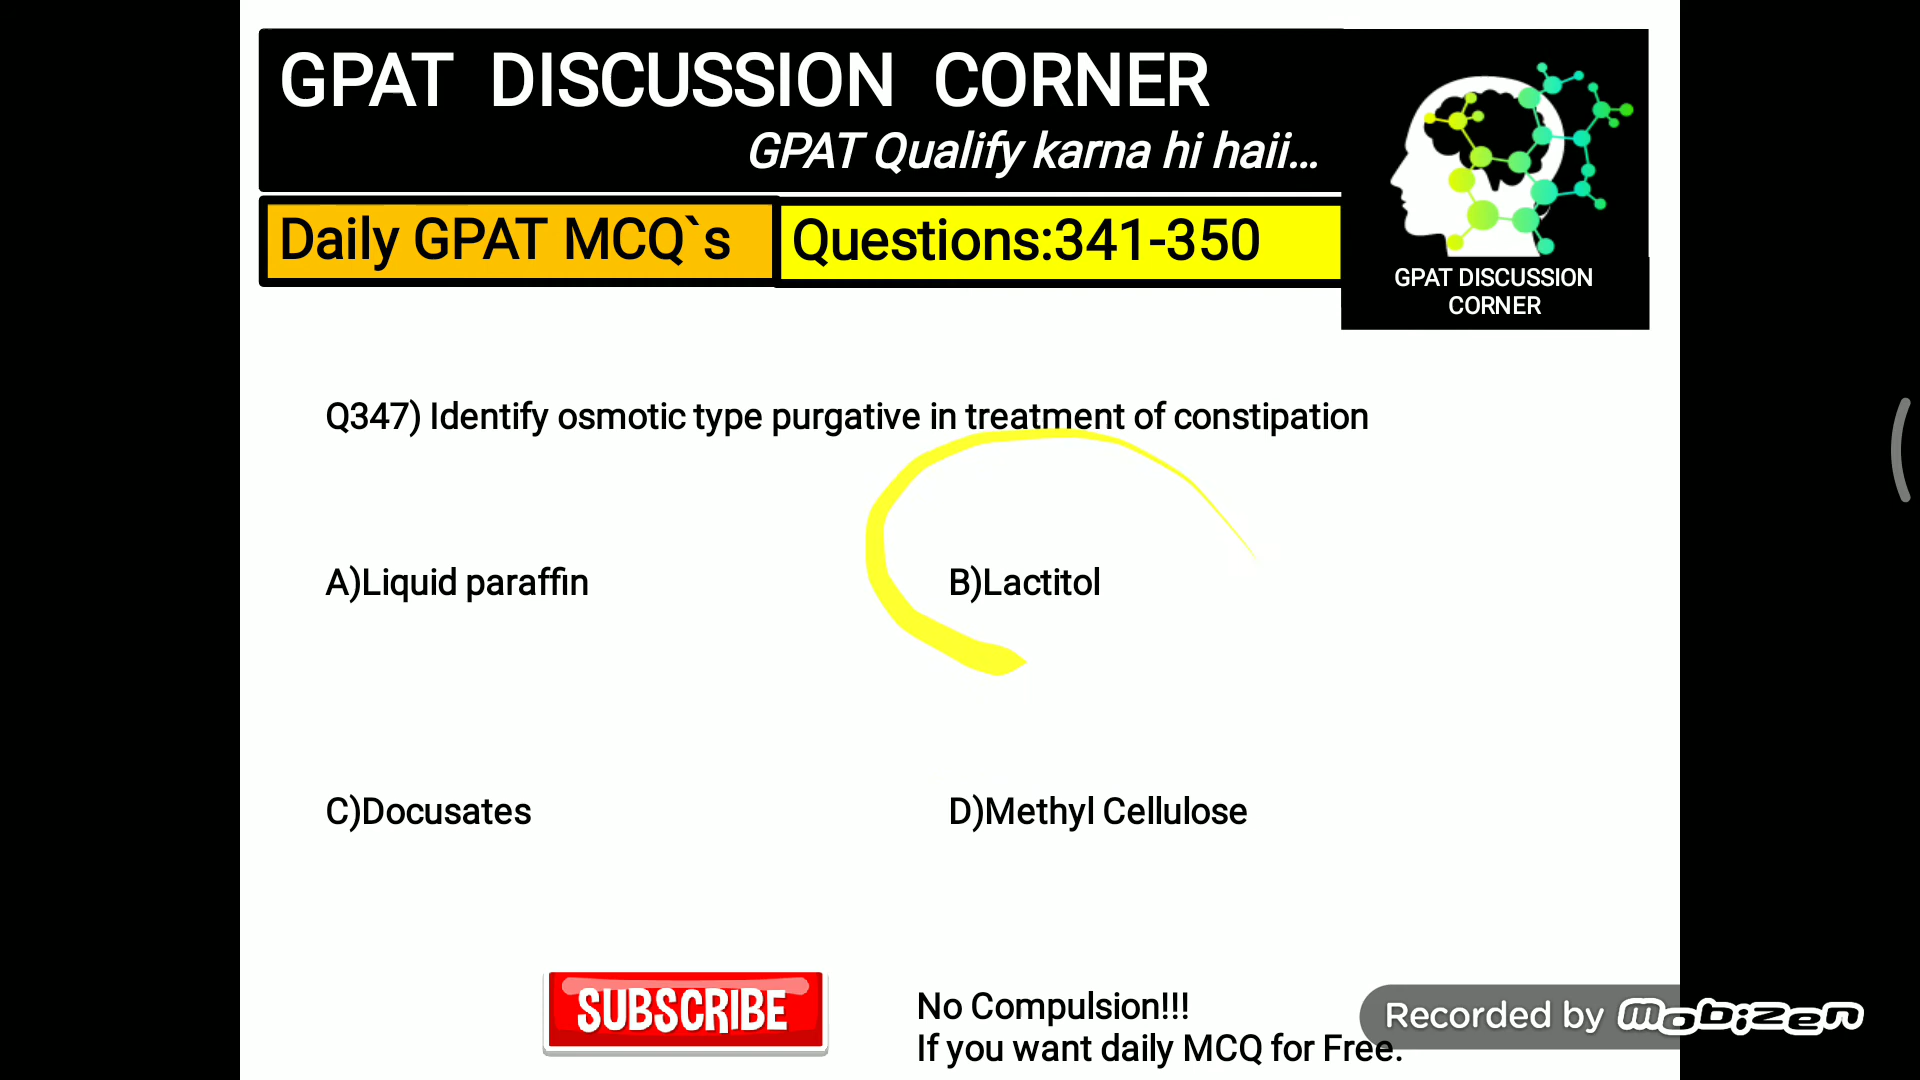 GPAT DISCUSSION CORNER
GPAT Qualify karna hi haii...
Daily GPAT MCQ`s
Questions:341-350
GPAT DISCUSSION
CORNER
Q347) Identify osmotic type purgative in treatment of constipation
A)Liquid paraffin
B)Lactitol
C)Docusates
D)Methyl Cellulose
SUBSCRIBE
No Compulsion!!!
If you want daily MCQ for Free.
Recorded by mobizen